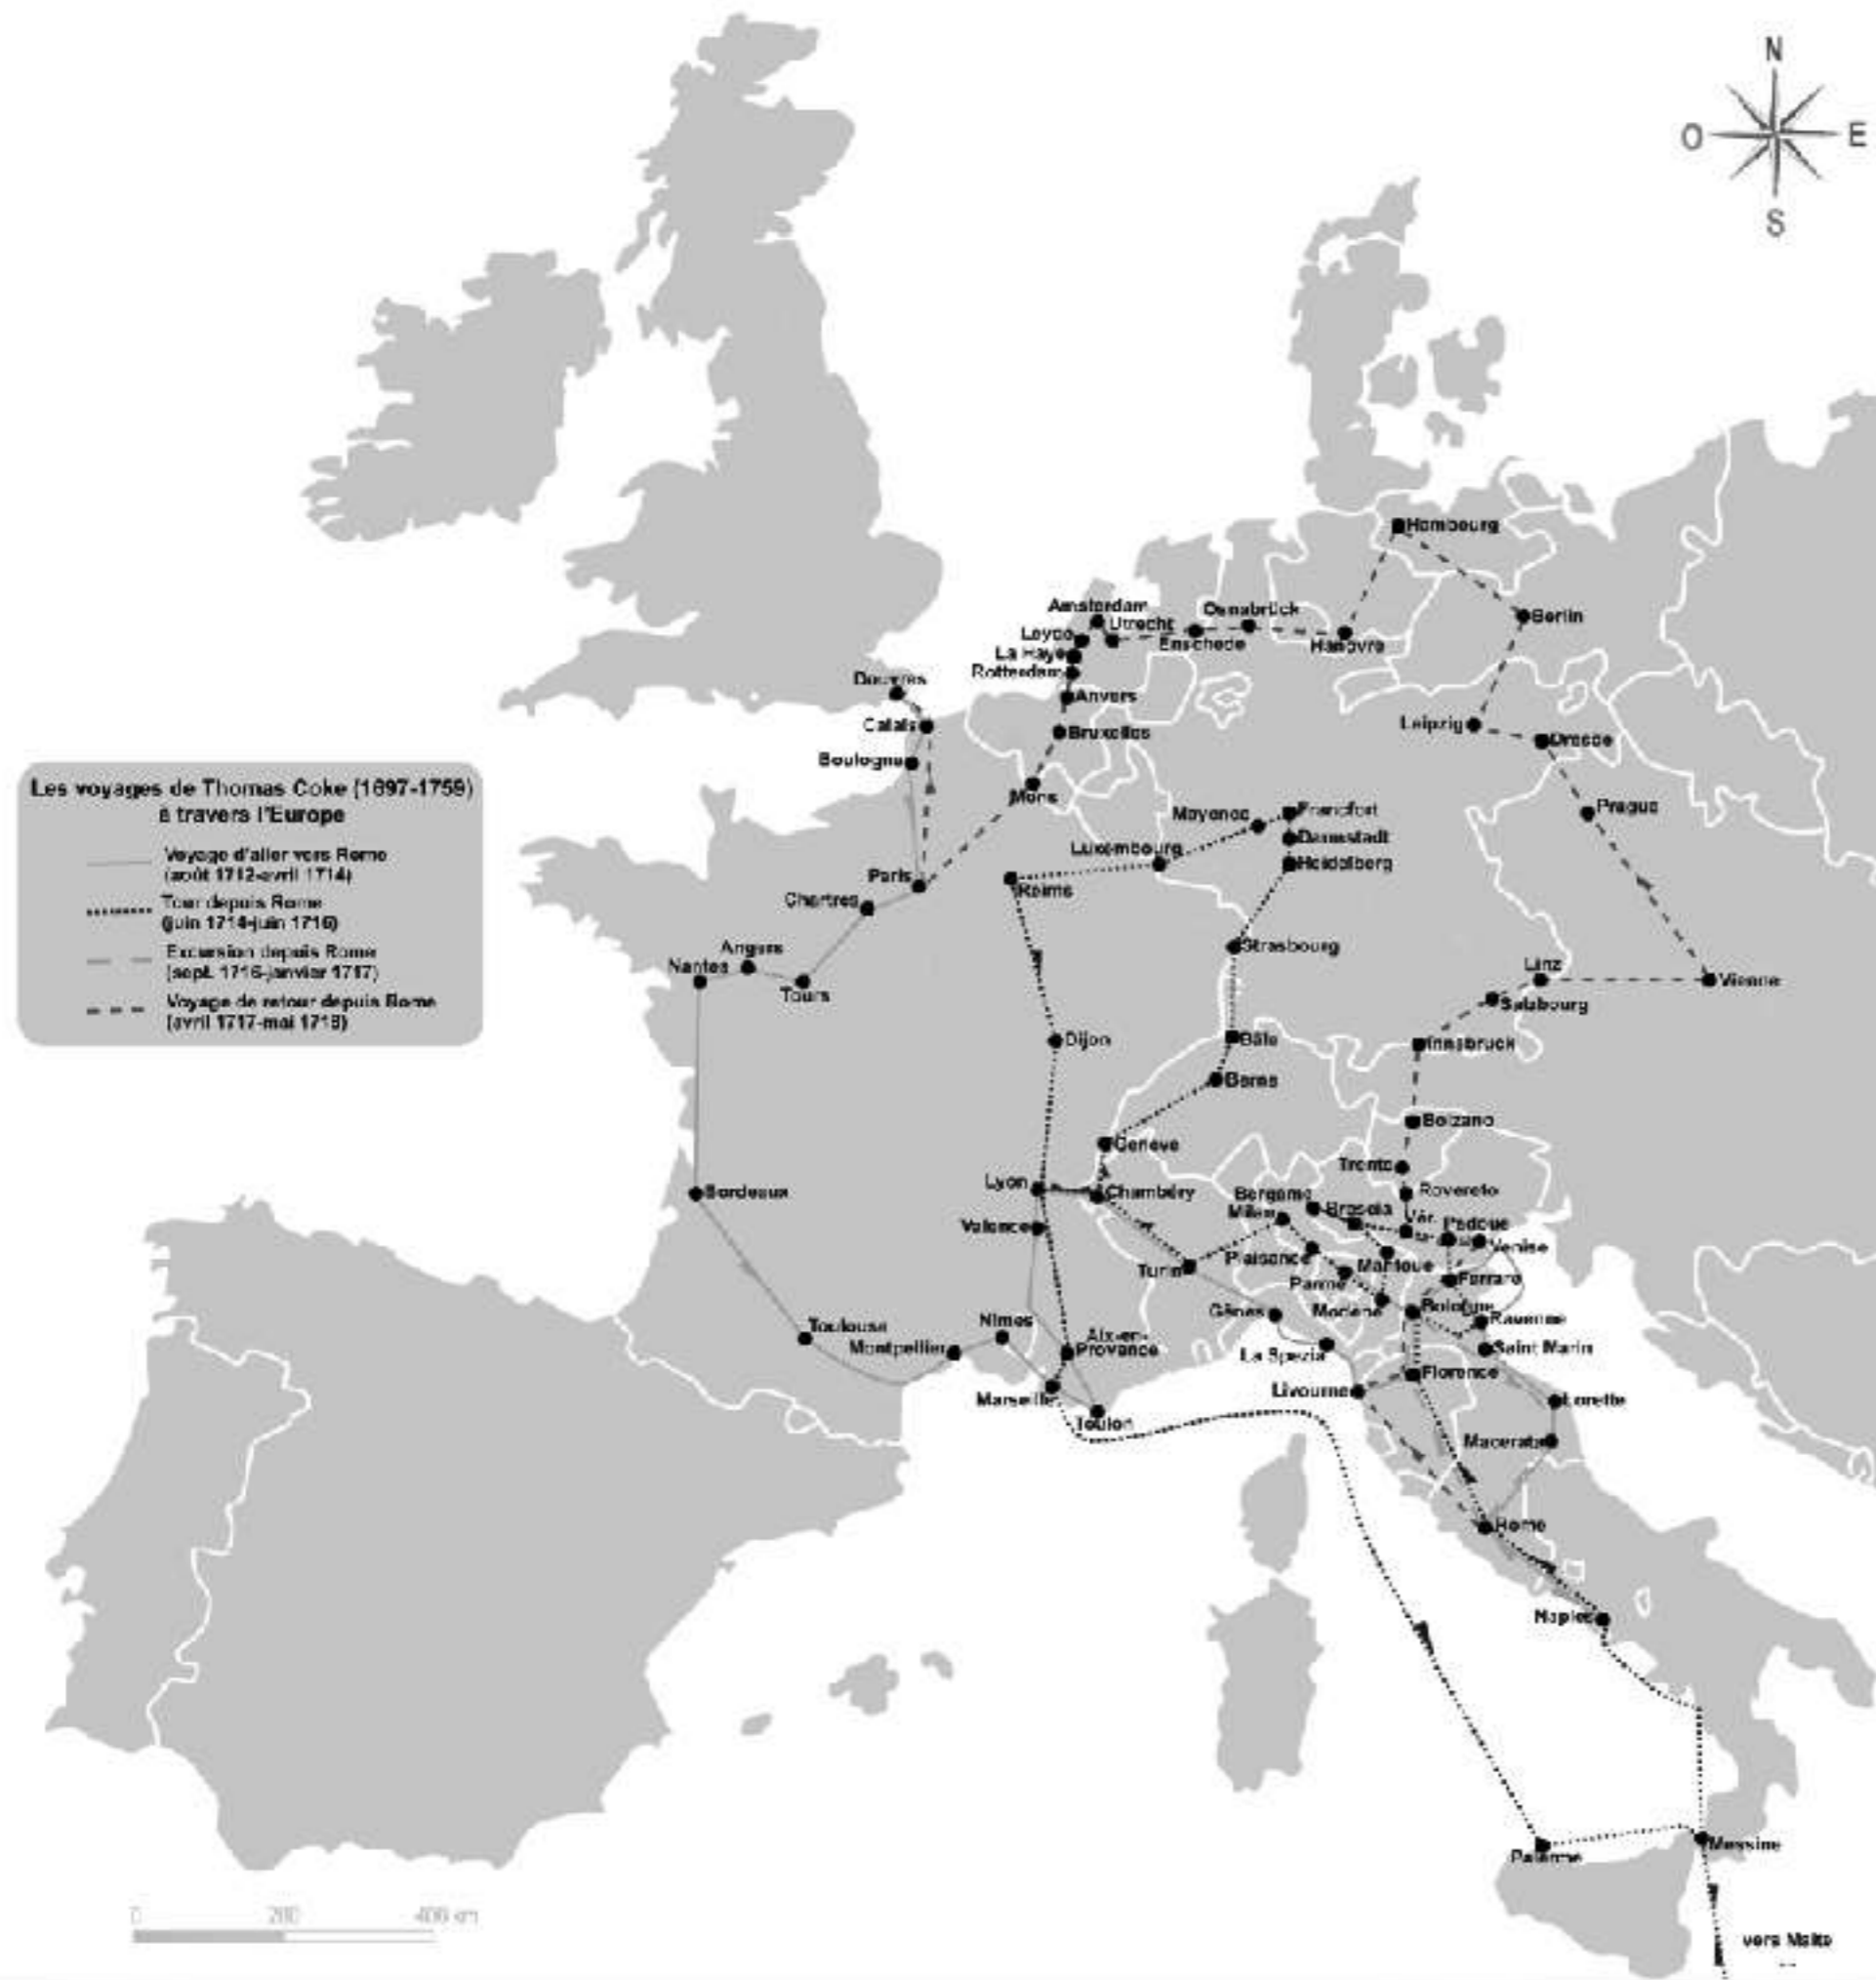 N
O
E
S
Hambourg
Amsterdam
Osnabrück
Berlin
Leyde
Utrecht
Enschede
Hanovre
La Haye
Rotterdam
Douvres
Anvers
Calais
Bruxelles
Leipzig
Dresde
Boulogne
Les voyages de Thomas Coke (1697-1759)
à travers l'Europe
Voyage d'aller vers Rome
(août 1712-avril 1714)
Tour depuis Rome
(juin 1714-juin 1716)
Excursion depuis Rome
(sept. 1716-janvier 1717)
Voyage de retour depuis Rome
(avril 1717-mai 1718)
Mons
Mayence
Francfort
Prague
Darmstadt
Luxembourg
Heidelberg
Paris
Reims
Chartres
Angers
Strasbourg
Nantes
Linz
Tours
Vienne
Salzbourg
Dijon
Bâle
Innsbruck
Berne
Bolzano
Genève
Trente
Lyon
Chambéry
Bergame
Rovereto
Bordeaux
Milan
Brescia
Vér.
Padoue
Valence
Venise
Turin
Plaisance
Mantoue
Parme
Ferrare
Gênes
Modène
Bologne
Ravenne
Toulouse
Nîmes
Aix-en-
Provence
Montpellier
La Spezia
Saint Marin
Florence
Marseille
Livourne
Lorette
Toulon
Macerata
Rome
Naples
Messine
Palerme
0 200 400 km
vers Malte